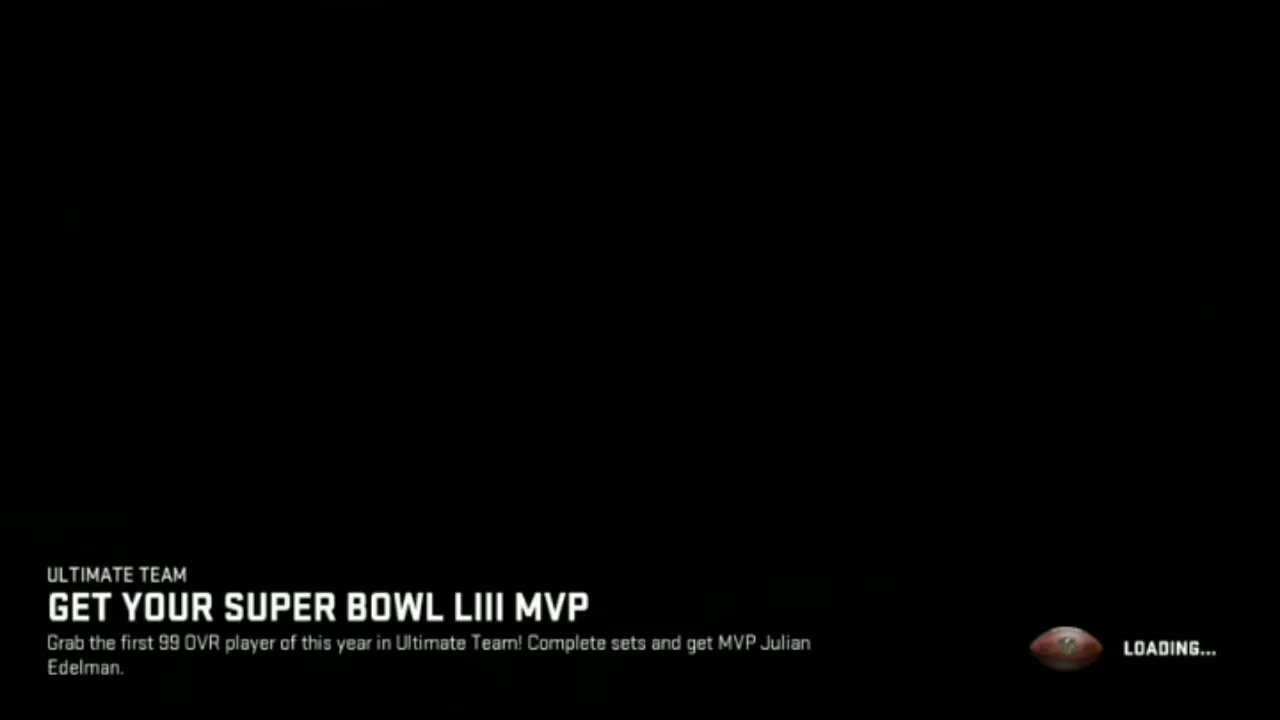 ULTIMATE TEAM
GET YOUR SUPER BOWL LIII MVP
Grab the first 99 OVR player of this year in Ultimate Team! Complete sets and get MVP Julian
Edelman.
LOADING...